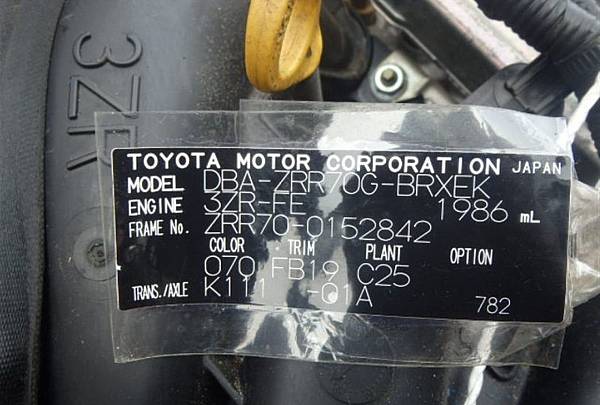 3ZR
TOYOTA MOTOR CORPORATION JAPAN
MODEL DBA-ZRR70G-BRXEK
ENGINE 3ZR-FE 1986 mL
FRAME No. ZRR70-0152842
COLOR TRIM PLANT OPTION
070 FB19 C25
TRANS./AXLE K111 -01A
782